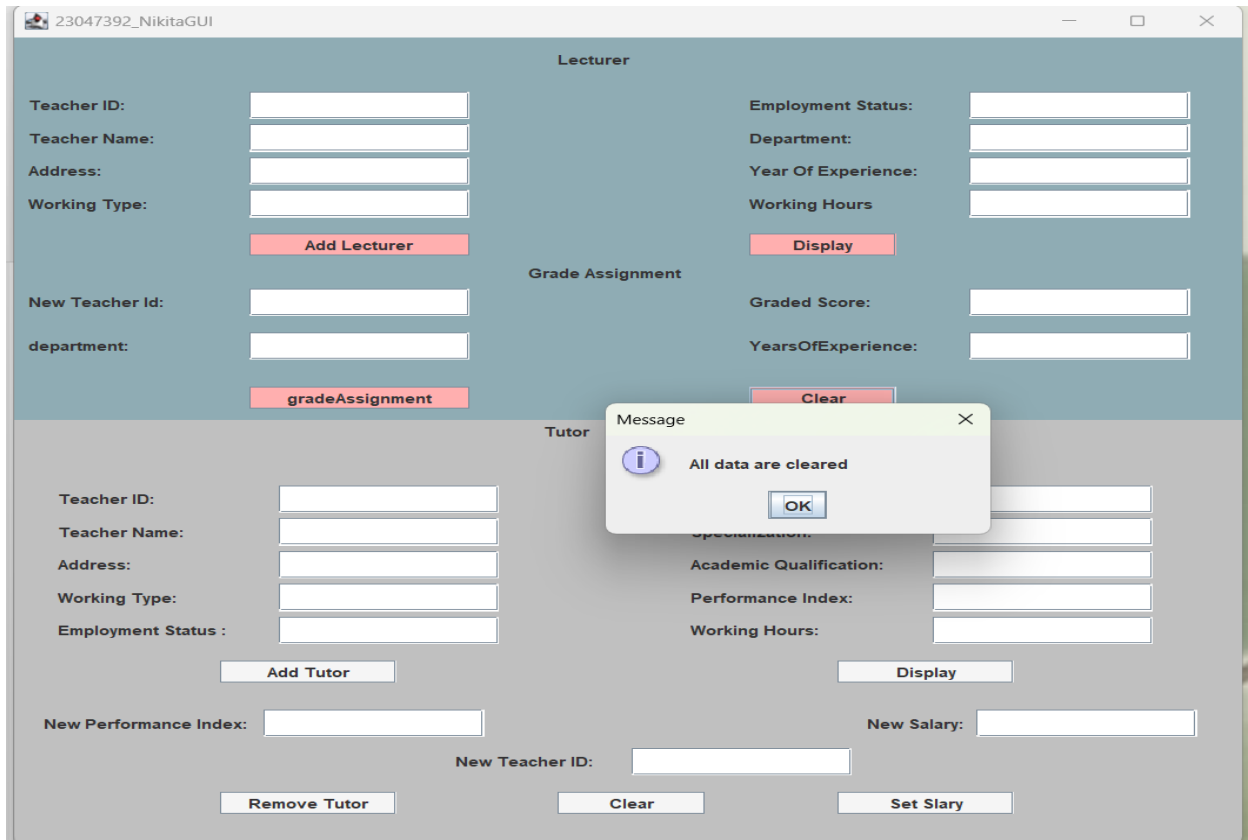 23047392_NikitaGUI
Lecturer
Teacher ID:
Employment Status:
Teacher Name:
Department:
Address:
Year Of Experience:
Working Type:
Working Hours
Add Lecturer
Display
Grade Assignment
New Teacher Id:
Graded Score:
department:
YearsOfExperience:
gradeAssignment
Clear
Message
Tutor
All data are cleared
OK
Teacher ID:
Teacher Name:
Specialization:
Address:
Academic Qualification:
Working Type:
Performance Index:
Employment Status :
Working Hours:
Add Tutor
Display
New Performance Index:
New Salary:
New Teacher ID:
Remove Tutor
Clear
Set Slary